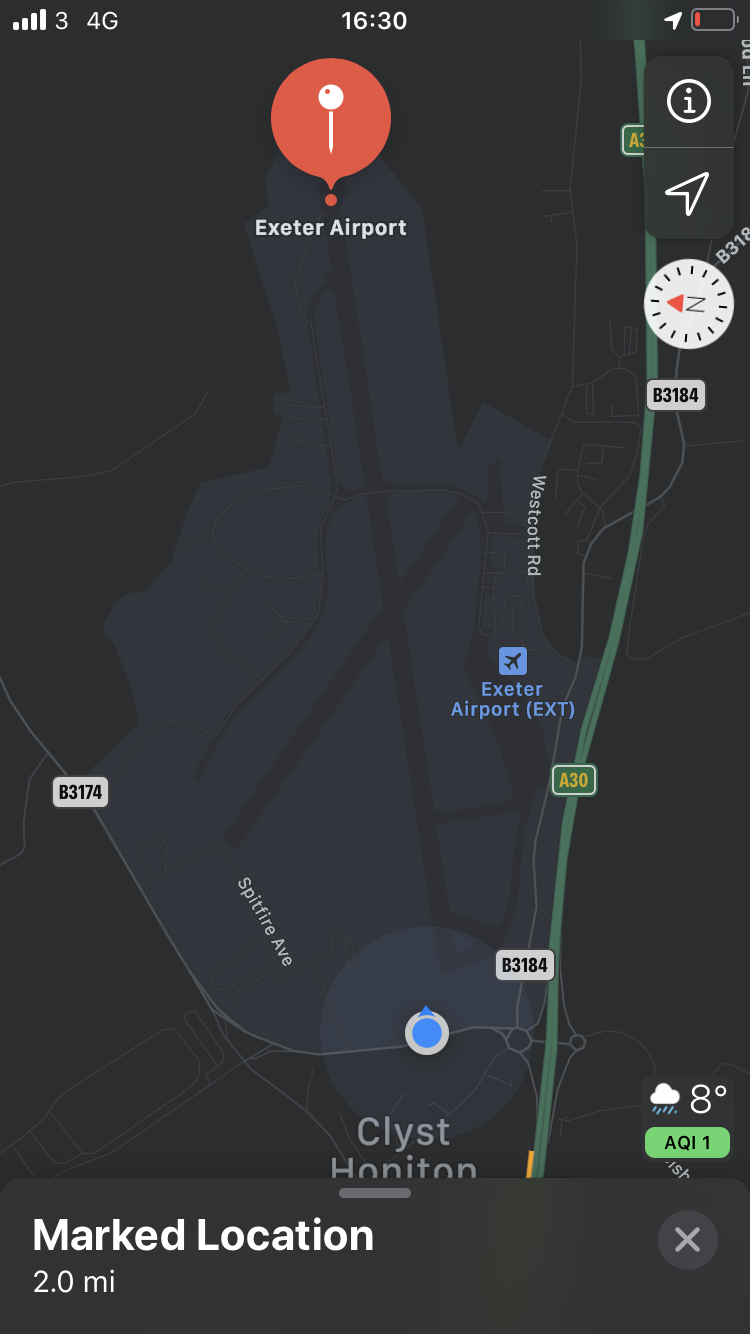 3 4G
16:30
A3
B318
Exeter Airport
N
B3184
Westcott Rd
Exeter
Airport (EXT)
A30
B3174
Spitfire Ave
B3184
8°
AQI 1
Clyst
Honiton
Marked Location
2.0 mi